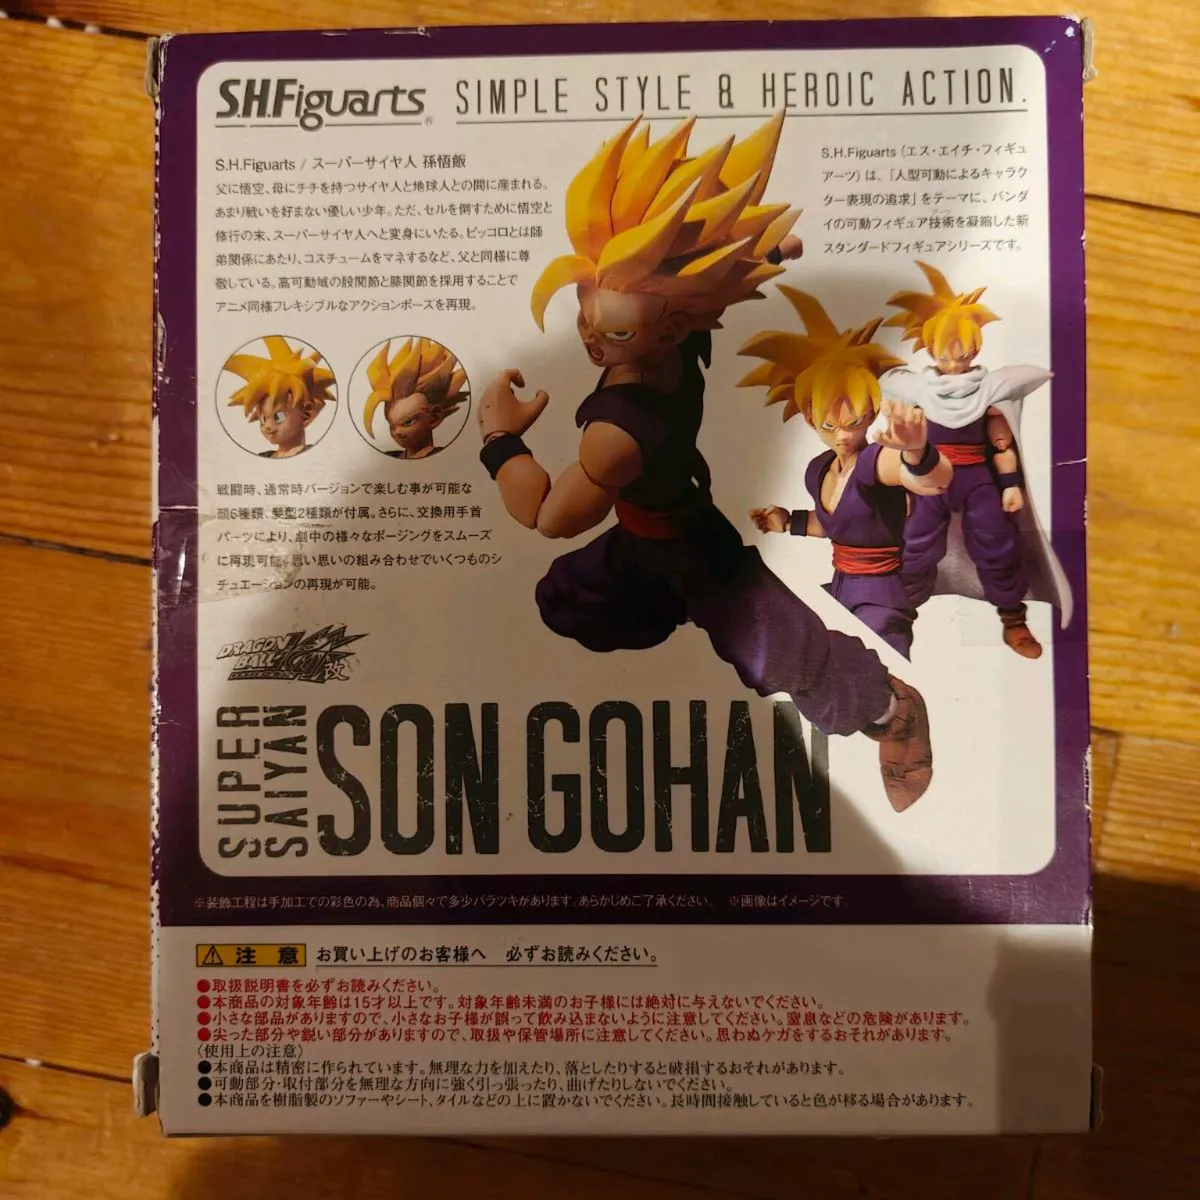 S.H.Figuarts®
SIMPLE STYLE & HEROIC ACTION.
S.H.Figuarts / スーパーサイヤ人 孫悟飯
父に悟空、母にチチを持つサイヤ人と地球人との間に産まれる。
あまり戦いを好まない優しい少年。ただ、セルを倒すために悟空と
修行の末、スーパーサイヤ人へと変身にいたる。ピッコロとは師
弟関係にあたり、コスチュームをマネするなど、父と同様に尊
敬している。高可動域の股関節と膝関節を採用することで
アニメ同様フレキシブルなアクションポーズを再現。
S.H.Figuarts(エス・エイチ・フィギュ
アーツ)は、「人型可動によるキャラク
ター表現の追求」をテーマに、バンダ
イの可動フィギュア技術を凝縮した新
スタンダードフィギュアシリーズです。
戦闘時、通常時バージョンで楽しむ事が可能な
顔6種類、髪型2種類が付属。さらに、交換用手首
パーツにより、劇中の様々なポージングをスムーズ
に再現可能。思い思いの組み合わせでいくつものシ
チュエーションの再現が可能。
DRAGON
BALL改
SUPER
SAIYAN
SON GOHAN
※装飾工程は手加工での彩色の為、商品個々で多少バラツキがあります。あらかじめご了承ください。 ※画像はイメージです。
⚠注 意 お買い上げのお客様へ 必ずお読みください。
●取扱説明書を必ずお読みください。
●本商品の対象年齢は15才以上です。対象年齢未満のお子様には絶対に与えないでください。
●小さな部品がありますので、小さなお子様が誤って飲み込まないように注意してください。窒息などの危険があります。
●尖った部分や鋭い部分がありますので、取扱や保管場所に注意してください。思わぬケガをするおそれがあります。
〈使用上の注意〉
●本商品は精密に作られています。無理な力を加えたり、落としたりすると破損するおそれがあります。
●可動部分・取付部分を無理な方向に強く引っ張ったり、曲げたりしないでください。
●本商品を樹脂製のソファーやシート、タイルなどの上に置かないでください。長時間接触していると色が移る場合があります。